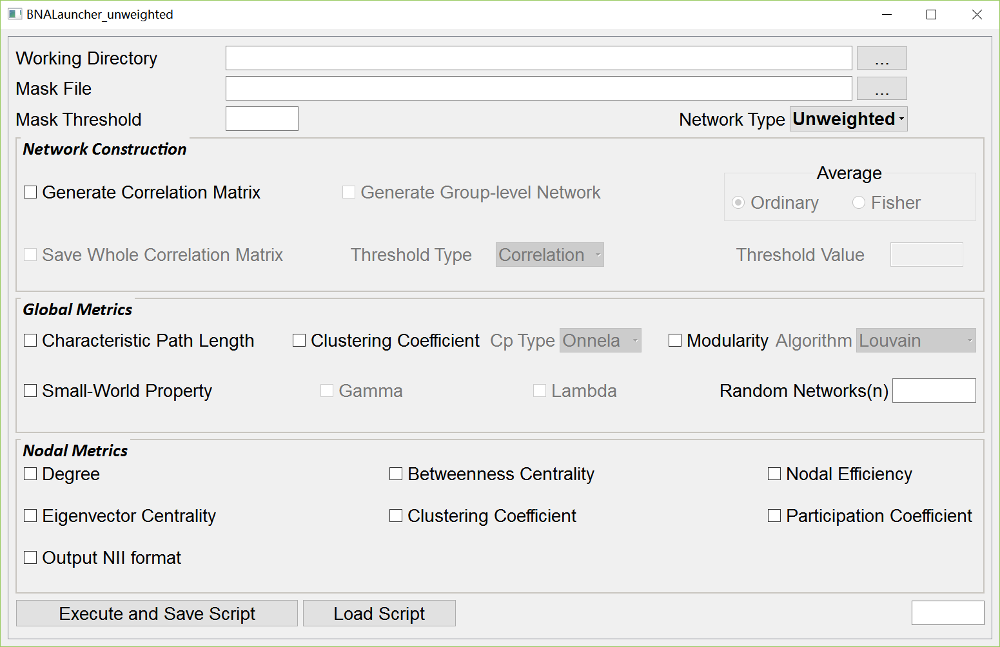 BNALauncher_unweighted
Working Directory ...
Mask File ...
Mask Threshold Network Type Unweighted
Network Construction
Average
Generate Correlation Matrix Generate Group-level Network
Ordinary Fisher
Save Whole Correlation Matrix Threshold Type Correlation Threshold Value
Global Metrics
Characteristic Path Length Clustering Coefficient Cp Type Onnela Modularity Algorithm Louvain
Small-World Property Gamma Lambda Random Networks(n)
Nodal Metrics
Degree Betweenness Centrality Nodal Efficiency
Eigenvector Centrality Clustering Coefficient Participation Coefficient
Output NII format
Execute and Save Script Load Script